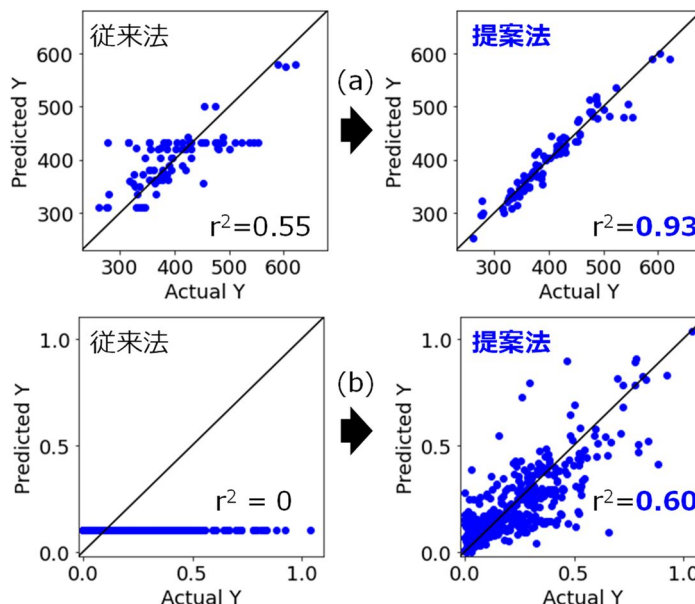 従来法
600
500
400
300
Predicted Y
r²=0.55
300 400 500 600
Actual Y
(a)
提案法
600
500
400
300
Predicted Y
r²=0.93
300 400 500 600
Actual Y
従来法
1.0
0.5
0.0
Predicted Y
r² = 0
0.0 0.5 1.0
Actual Y
(b)
提案法
1.0
0.5
0.0
Predicted Y
r²=0.60
0.0 0.5 1.0
Actual Y